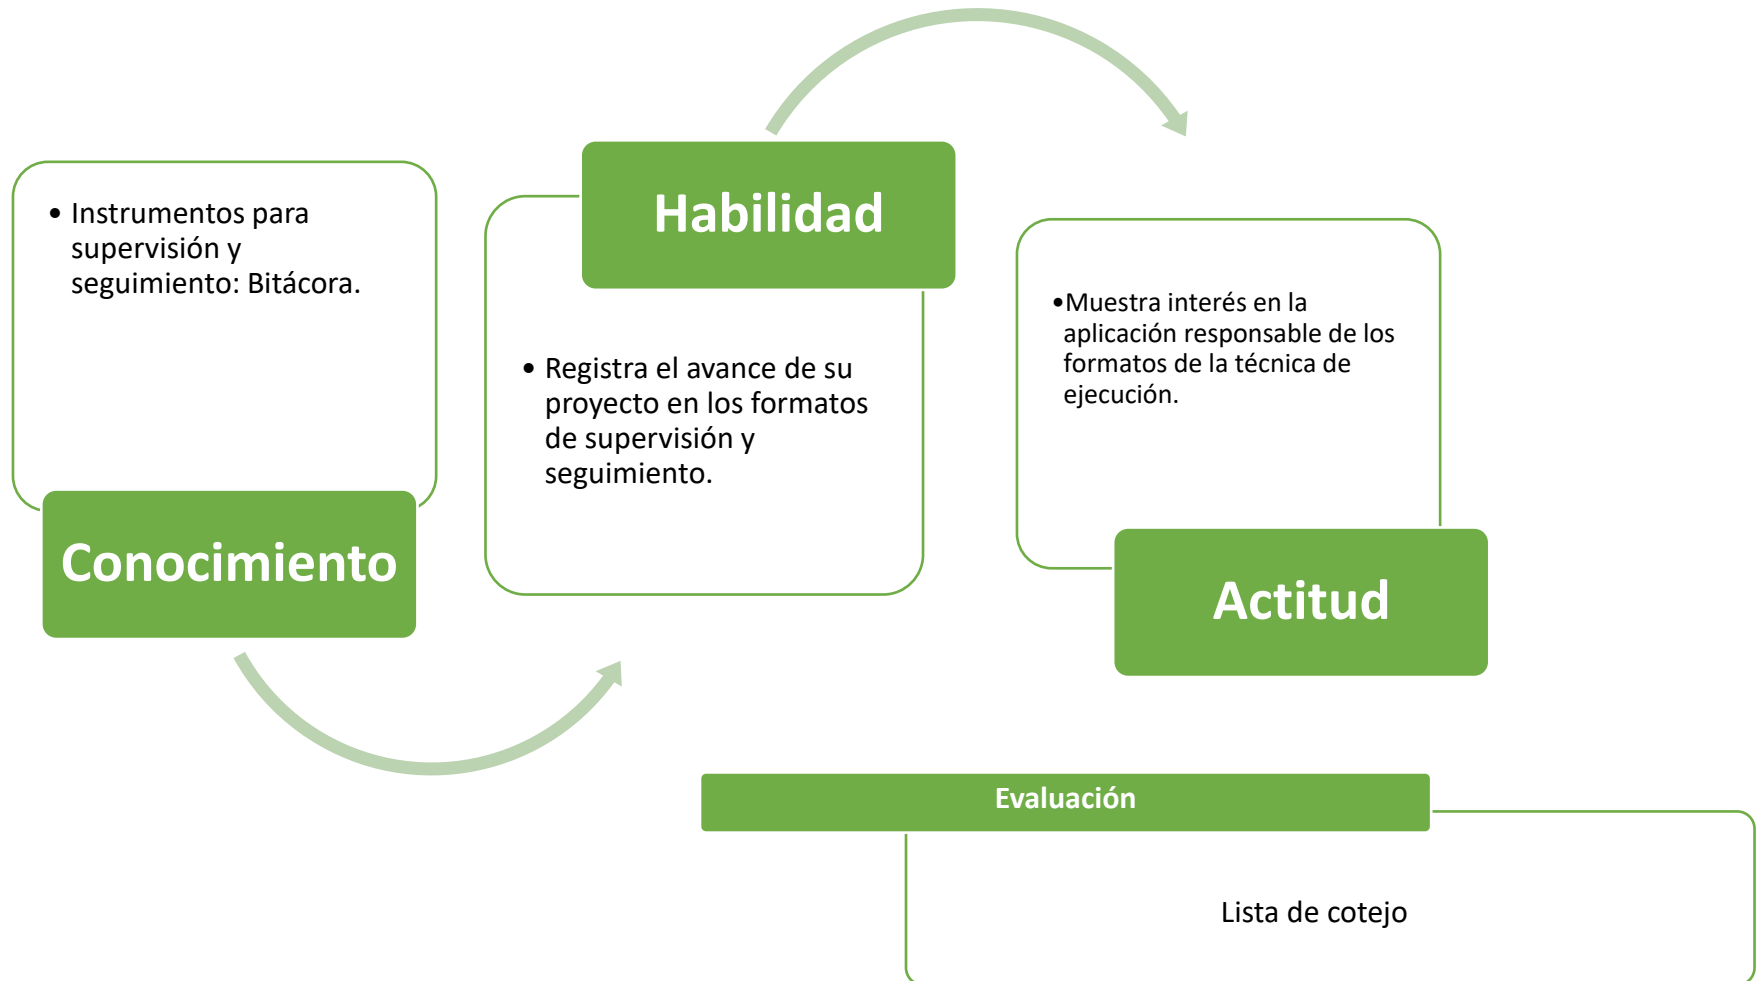 • Instrumentos para
supervisión y
seguimiento: Bitácora.
Conocimiento
Habilidad
• Registra el avance de su
proyecto en los formatos
de supervisión y
seguimiento.
•Muestra interés en la
aplicación responsable de los
formatos de la técnica de
ejecución.
Actitud
Evaluación
Lista de cotejo